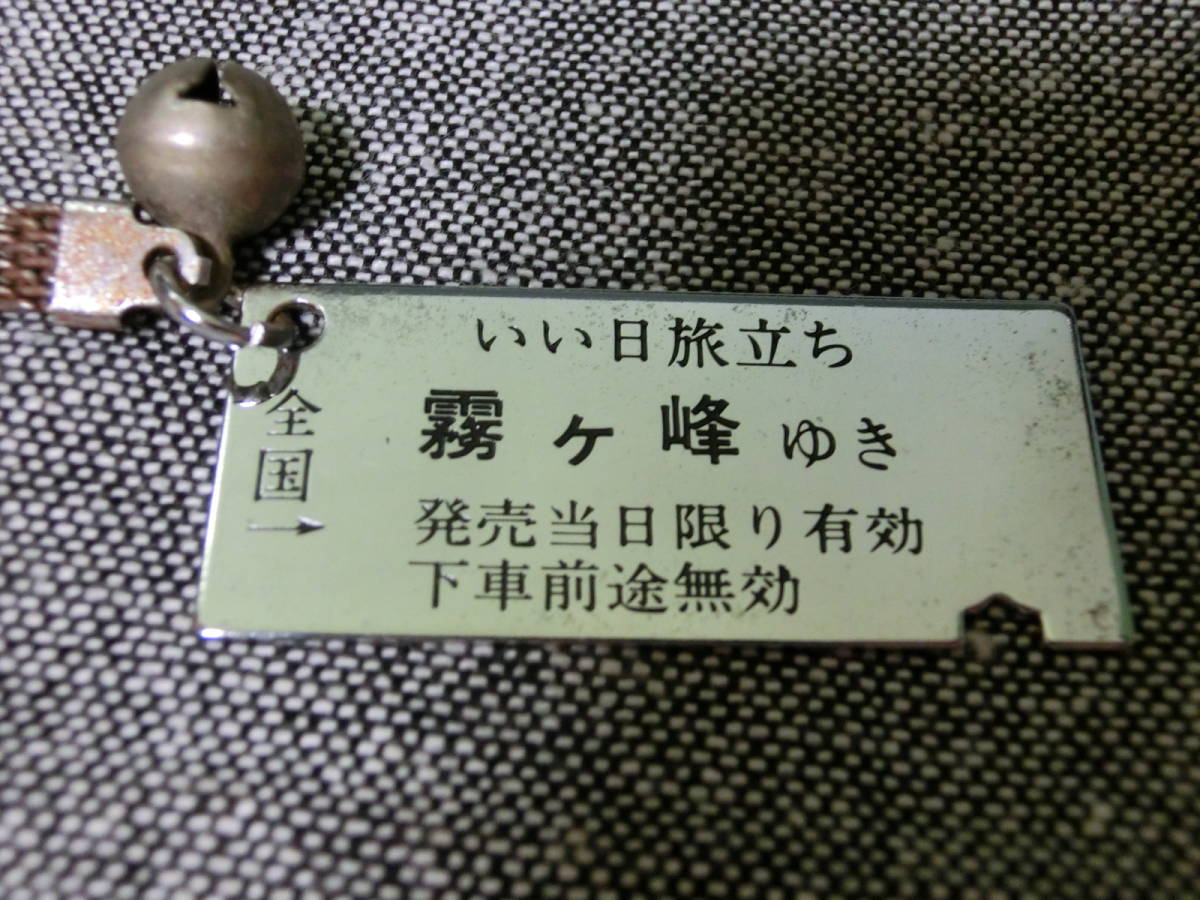 いい日旅立ち
全国→
霧ヶ峰ゆき
発売当日限り有効
下車前途無効